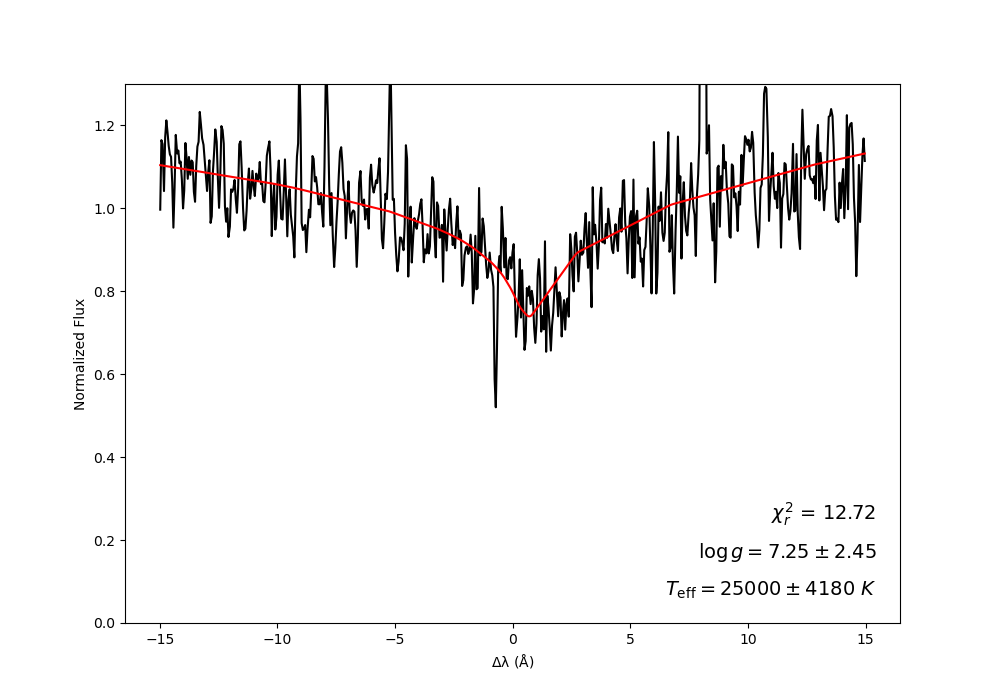 1.2
1.0
0.8
0.6
0.4
0.2
0.0
Normalized Flux
χ²ᵣ = 12.72
log g = 7.25 ± 2.45
T_eff = 25000 ± 4180 K
−15 −10 −5 0 5 10 15
Δλ (Å)